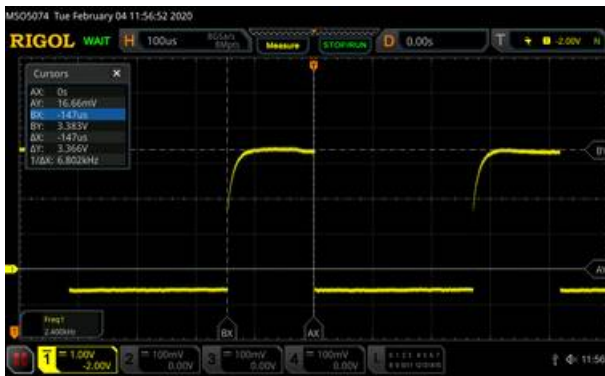 MSO5074 Tue February 04 11:56:52 2020
RIGOL WAIT H 100us 8GSa/s 8Mpts Measure STOP/RUN D 0.00s T 1 -2.00V N
Cursors ×
AX: 0s
AY: 16.66mV
BX: -147us
BY: 3.383V
ΔX: -147us
ΔY: 3.366V
1/ΔX: 6.802kHz
BY
AY
Freq1
2.400kHz
BX AX
1 1.00V -2.00V 2 100mV 0.00V 3 100mV 0.00V 4 100mV 0.00V L 11:56